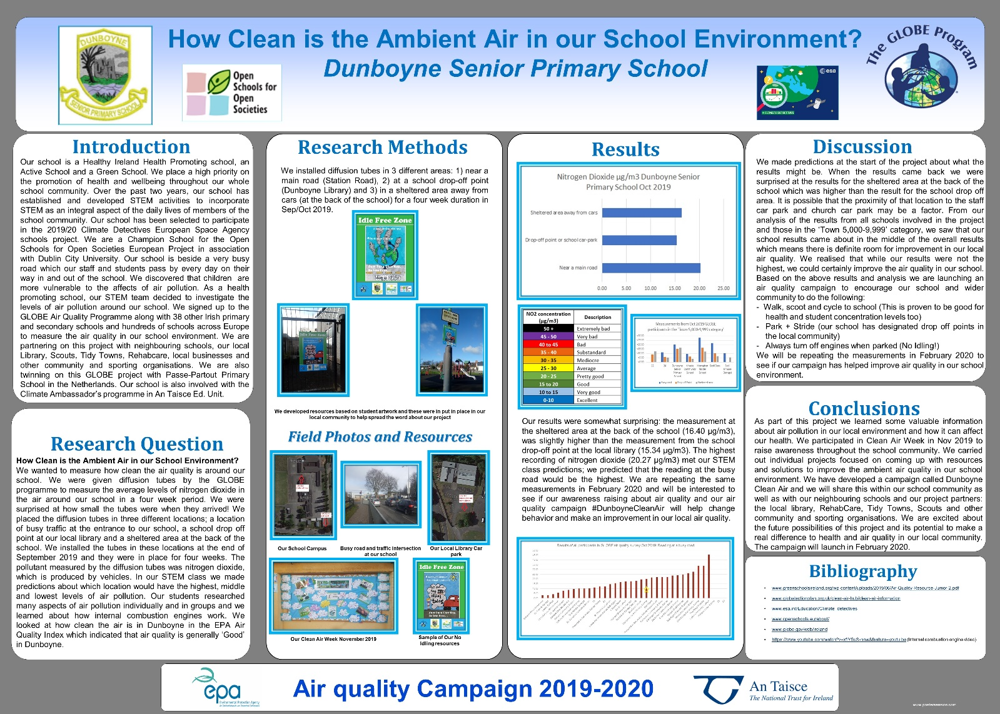 How Clean is the Ambient Air in our School Environment?
Dunboyne Senior Primary School
DUNBOYNE
SENIOR PRIMARY SCHOOL
Open
Schools for
Open
Societies
esa
CLIMATE DETECTIVES
The GLOBE Program
Introduction
Our school is a Healthy Ireland Health Promoting school, an
Active School and a Green School. We place a high priority on
the promotion of health and wellbeing throughout our whole
school community. Over the past two years, our school has
established and developed STEM activities to incorporate
STEM as an integral aspect of the daily lives of members of the
school community. Our school has been selected to participate
in the 2019/20 Climate Detectives European Space Agency
schools project. We are a Champion School for the Open
Schools for Open Societies European Project in association
with Dublin City University. Our school is beside a very busy
road which our staff and students pass by every day on their
way in and out of the school. We discovered that children are
more vulnerable to the affects of air pollution. As a health
promoting school, our STEM team decided to investigate the
levels of air pollution around our school. We signed up to the
GLOBE Air Quality Programme along with 38 other Irish primary
and secondary schools and hundreds of schools across Europe
to measure the air quality in our school environment. We are
partnering on this project with neighbouring schools, our local
Library, Scouts, Tidy Towns, Rehabcare, local businesses and
other community and sporting organisations. We are also
twinning on this GLOBE project with Passe-Partout Primary
School in the Netherlands. Our school is also involved with the
Climate Ambassador's programme in An Taisce Ed. Unit.
Research Question
How Clean is the Ambient Air in our School Environment?
We wanted to measure how clean the air quality is around our
school. We were given diffusion tubes by the GLOBE
programme to measure the average levels of nitrogen dioxide in
the air around our school in a four week period. We were
surprised at how small the tubes were when they arrived! We
placed the diffusion tubes in three different locations; a location
of busy traffic at the entrance to our school, a school drop off
point at our local library and a sheltered area at the back of the
school. We installed the tubes in these locations at the end of
September 2019 and they were in place for four weeks. The
pollutant measured by the diffusion tubes was nitrogen dioxide,
which is produced by vehicles. In our STEM class we made
predictions about which location would have the highest, middle
and lowest levels of air pollution. Our students researched
many aspects of air pollution individually and in groups and we
learned about how internal combustion engines work. We
looked at how clean the air is in Dunboyne in the EPA Air
Quality Index which indicated that air quality is generally 'Good'
in Dunboyne.
Research Methods
We installed diffusion tubes in 3 different areas: 1) near a
main road (Station Road), 2) at a school drop-off point
(Dunboyne Library) and 3) in a sheltered area away from
cars (at the back of the school) for a four week duration in
Sep/Oct 2019.
Idle Free Zone
Idle Free Zone
We developed resources based on student artwork and these were in put in place in our
local community to help spread the word about our project
Field Photos and Resources
Our School Campus
Busy road and traffic intersection
at our school
Our Local Library Car
park
Idle Free Zone
Our Clean Air Week November 2019
Sample of Our No
Idling resources
Results
Nitrogen Dioxide µg/m3 Dunboyne Senior
Primary School Oct 2019
Sheltered area away from cars
Drop-off point or school car-park
Near a main road
0.00 5.00 10.00 15.00 20.00 25.00
NO2 concentration (µg/m3) Description
50 + Extremely bad
45 - 50 Very bad
40 to 45 Bad
35 - 40 Substandard
30 - 35 Mediocre
25 - 30 Average
20 - 25 Pretty good
15 to 20 Good
10 to 15 Very good
0-10 Excellent
Measurements from Oct 2019 GLOBE
participants in the 'Town 5,000-9,999 category'
Our results were somewhat surprising: the measurement at
the sheltered area at the back of the school (16.40 µg/m3),
was slightly higher than the measurement from the school
drop-off point at the local library (15.34 µg/m3). The highest
recording of nitrogen dioxide (20.27 µg/m3) met our STEM
class predictions; we predicted that the reading at the busy
road would be the highest. We are repeating the same
measurements in February 2020 and will be interested to
see if our awareness raising about air quality and our air
quality campaign #DunboyneCleanAir will help change
behavior and make an improvement in our local air quality.
Results of all participants in GLOBE air quality survey Oct 2019: Reading at a busy road
Discussion
We made predictions at the start of the project about what the
results might be. When the results came back we were
surprised at the results for the sheltered area at the back of the
school which was higher than the result for the school drop off
area. It is possible that the proximity of that location to the staff
car park and church car park may be a factor. From our
analysis of the results from all schools involved in the project
and those in the 'Town 5,000-9,999' category, we saw that our
school results came about in the middle of the overall results
which means there is definite room for improvement in our local
air quality. We realised that while our results were not the
highest, we could certainly improve the air quality in our school.
Based on the above results and analysis we are launching an
air quality campaign to encourage our school and wider
community to do the following:
- Walk, scoot and cycle to school (This is proven to be good for
health and student concentration levels too)
- Park + Stride (our school has designated drop off points in
the local community)
- Always turn off engines when parked (No Idling!)
We will be repeating the measurements in February 2020 to
see if our campaign has helped improve air quality in our school
environment.
Conclusions
As part of this project we learned some valuable information
about air pollution in our local environment and how it can affect
our health. We participated in Clean Air Week in Nov 2019 to
raise awareness throughout the school community. We carried
out individual projects focused on coming up with resources
and solutions to improve the ambient air quality in our school
environment. We have developed a campaign called Dunboyne
Clean Air and we will share this within our school community as
well as with our neighbouring schools and our project partners:
the local library, RehabCare, Tidy Towns, Scouts and other
community and sporting organisations. We are excited about
the future possibilities of this project and its potential to make a
real difference to health and air quality in our local community.
The campaign will launch in February 2020.
Bibliography
• www.greenschoolsireland.org/wp-content/uploads/2019/06/Air-Quality-Resource-Junior-2.pdf
• www.globalactionplan.org.uk/clean-air-hub/clean-air-information
• www.esa.int/Education/Climate_detectives
• www.openschools.eu/about/
• www.globe.gov/web/ireland
(Internal combustion engine video)
epa
Environmental Protection Agency
Air quality Campaign 2019-2020
An Taisce
The National Trust for Ireland
www.postersession.com